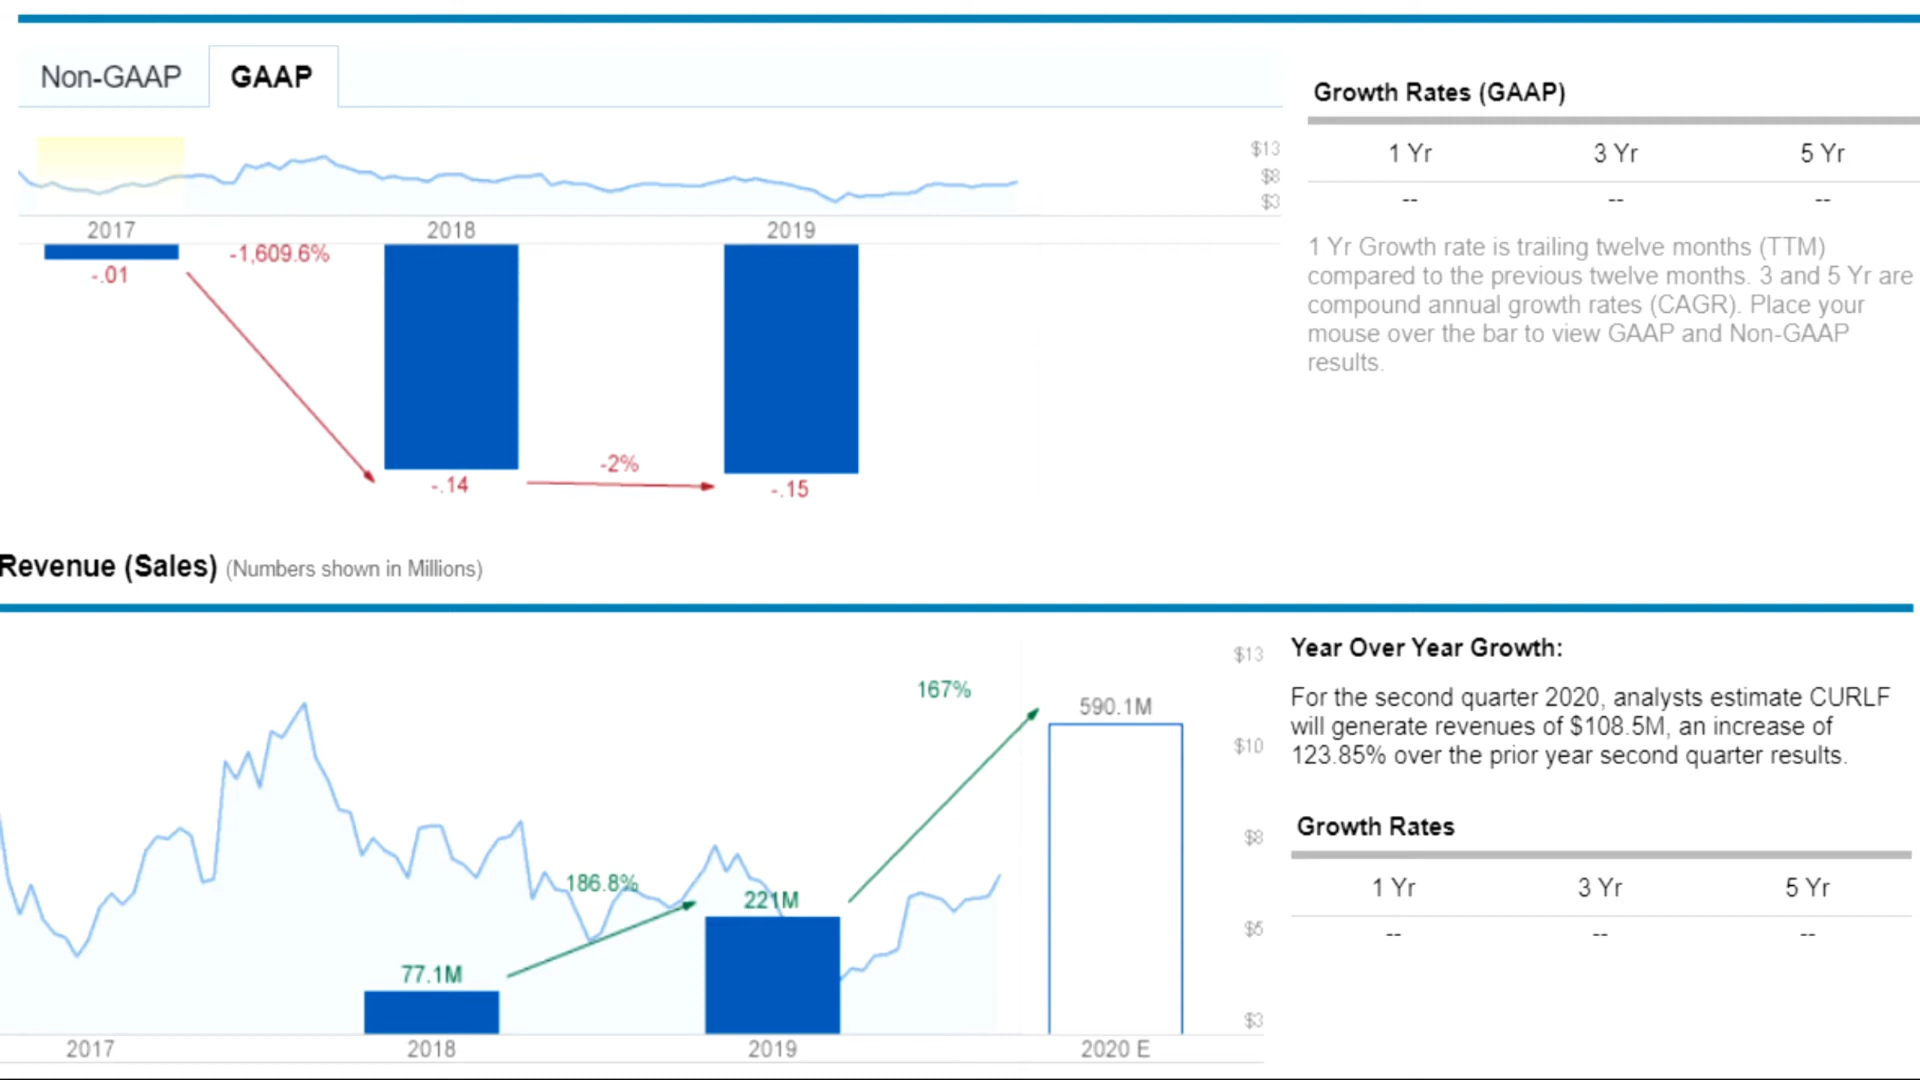 Non-GAAP
GAAP
$13
$8
$3
2017
2018
2019
-.01
-1,609.6%
-.14
-2%
-.15
Growth Rates (GAAP)
1 Yr 3 Yr 5 Yr
-- -- --
1 Yr Growth rate is trailing twelve months (TTM)
compared to the previous twelve months. 3 and 5 Yr are
compound annual growth rates (CAGR). Place your
mouse over the bar to view GAAP and Non-GAAP
results.
Revenue (Sales) (Numbers shown in Millions)
77.1M
186.8%
221M
167%
590.1M
$13
$10
$8
$3
2017
2018
2019
2020 E
Year Over Year Growth:
For the second quarter 2020, analysts estimate CURLF
will generate revenues of $108.5M, an increase of
123.85% over the prior year second quarter results.
Growth Rates
1 Yr 3 Yr 5 Yr
-- -- --